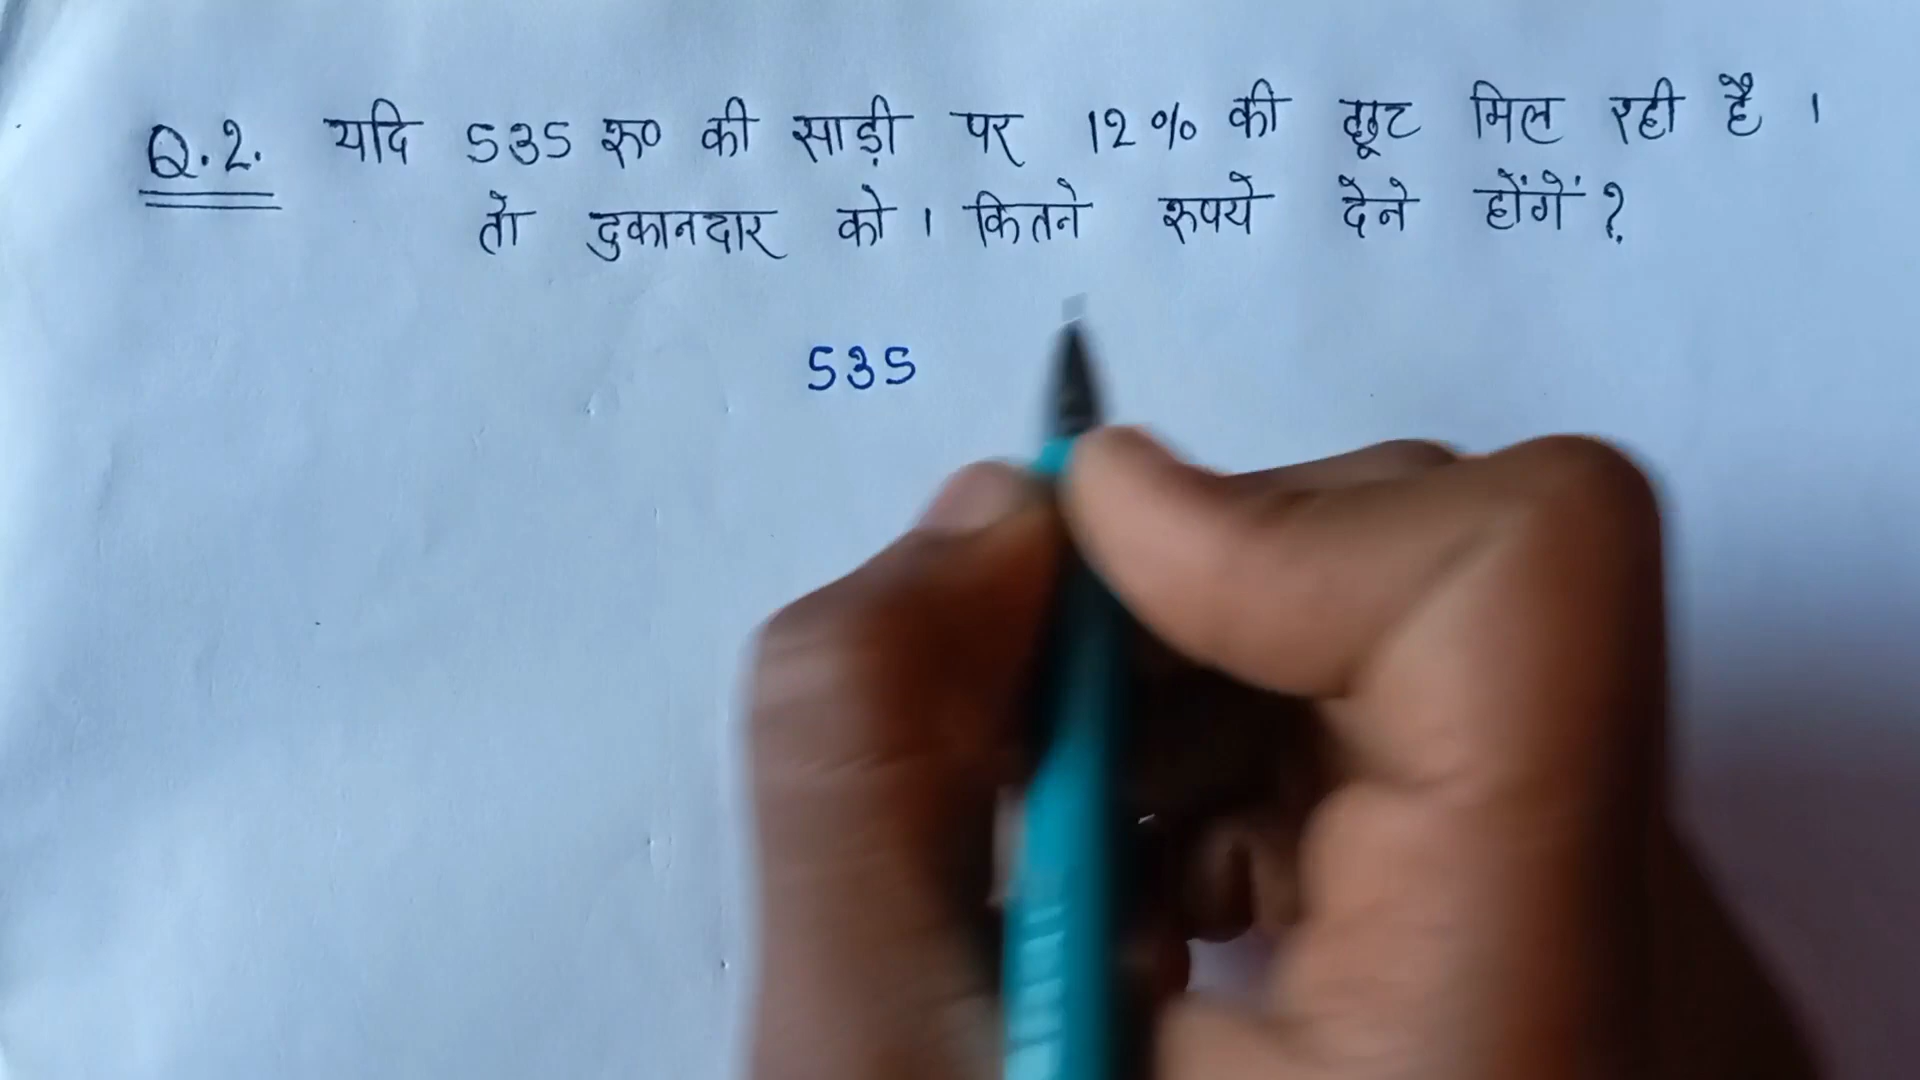 Q.2. यदि 535 रू० की साड़ी पर 12% की छूट मिल रही है ।
तो दुकानदार को । कितने रुपये देने होंगें ?
535